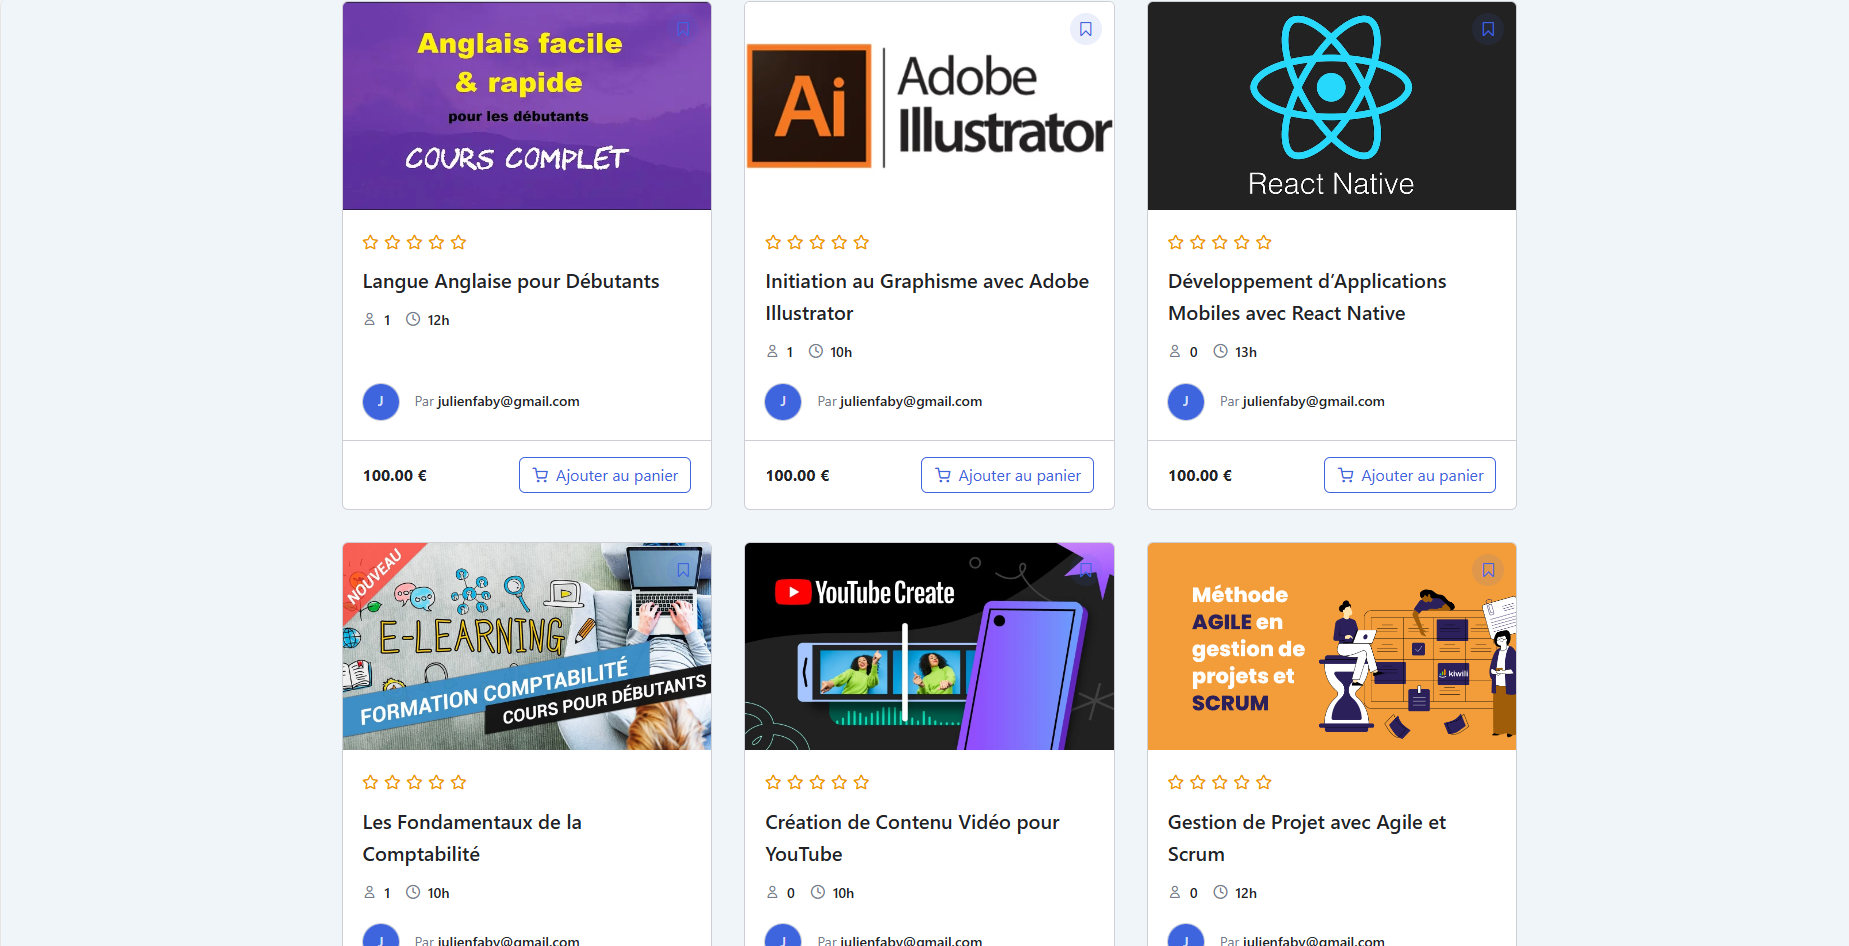 Anglais facile
& rapide
pour les débutants
COURS COMPLET
Langue Anglaise pour Débutants
1 12h
J Par julienfaby@gmail.com
100.00 € Ajouter au panier
Ai Adobe
Illustrator
Initiation au Graphisme avec Adobe
Illustrator
1 10h
J Par julienfaby@gmail.com
100.00 € Ajouter au panier
React Native
Développement d’Applications
Mobiles avec React Native
0 13h
J Par julienfaby@gmail.com
100.00 € Ajouter au panier
NOUVEAU
E-LEARNING
FORMATION COMPTABILITÉ
COURS POUR DÉBUTANTS
Les Fondamentaux de la
Comptabilité
1 10h
J Par julienfaby@gmail.com
YouTube Create
Création de Contenu Vidéo pour
YouTube
0 10h
J Par julienfaby@gmail.com
Méthode
AGILE en
gestion de
projets et
SCRUM
kiwili
Gestion de Projet avec Agile et
Scrum
0 12h
J Par julienfaby@gmail.com